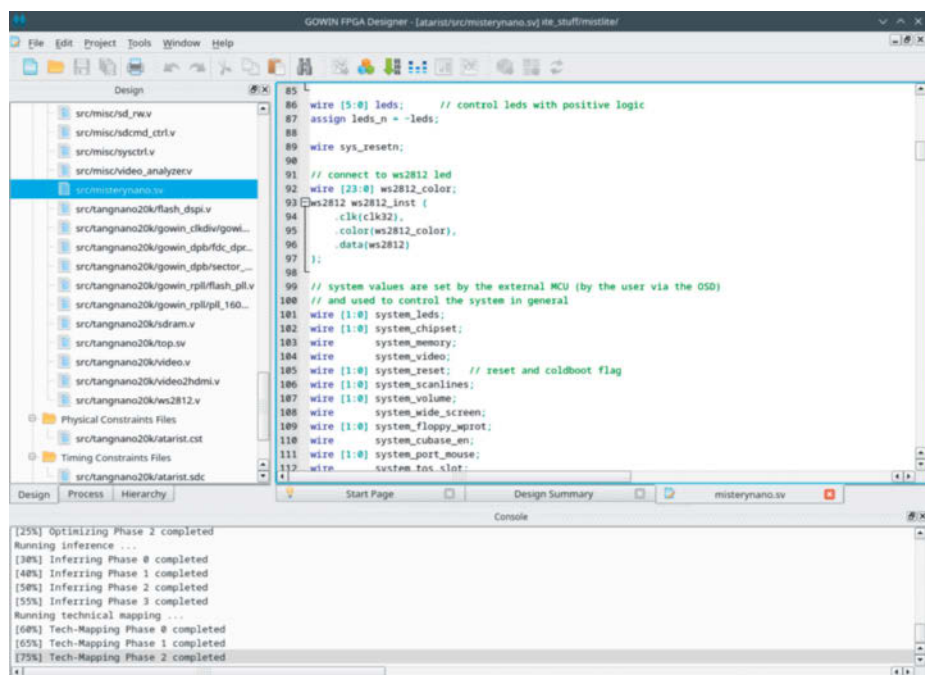 GOWIN FPGA Designer - [atarist/src/misterynano.sv] ite_stuff/mistlite/
File Edit Project Tools Window Help
Design
src/misc/sd_rw.v
src/misc/sdcmd_ctrl.v
src/misc/sysctrl.v
src/misc/video_analyzer.v
src/misterynano.sv
src/tangnano20k/flash_dspi.v
src/tangnano20k/gowin_clkdiv/gowi...
src/tangnano20k/gowin_dpb/fdc_dpr...
src/tangnano20k/gowin_dpb/sector_...
src/tangnano20k/gowin_rpll/flash_pll.v
src/tangnano20k/gowin_rpll/pll_160...
src/tangnano20k/sdram.v
src/tangnano20k/top.sv
src/tangnano20k/video.v
src/tangnano20k/video2hdmi.v
src/tangnano20k/ws2812.v
Physical Constraints Files
src/tangnano20k/atarist.cst
Timing Constraints Files
src/tangnano20k/atarist.sdc
Design Process Hierarchy
85
86 wire [5:0] leds; // control leds with positive logic
87 assign leds_n = ~leds;
88
89 wire sys_resetn;
90
91 // connect to ws2812 led
92 wire [23:0] ws2812_color;
93 ws2812 ws2812_inst (
94 .clk(clk32),
95 .color(ws2812_color),
96 .data(ws2812)
97 );
98
99 // system values are set by the external MCU (by the user via the OSD)
100 // and used to control the system in general
101 wire [1:0] system_leds;
102 wire [1:0] system_chipset;
103 wire system_memory;
104 wire system_video;
105 wire [1:0] system_reset; // reset and coldboot flag
106 wire [1:0] system_scanlines;
107 wire [1:0] system_volume;
108 wire system_wide_screen;
109 wire [1:0] system_floppy_wprot;
110 wire system_cubase_en;
111 wire [1:0] system_port_mouse;
112 wire system_tos_slot;
Start Page Design Summary misterynano.sv
Console
[25%] Optimizing Phase 2 completed
Running inference ...
[30%] Inferring Phase 0 completed
[40%] Inferring Phase 1 completed
[50%] Inferring Phase 2 completed
[55%] Inferring Phase 3 completed
Running technical mapping ...
[60%] Tech-Mapping Phase 0 completed
[65%] Tech-Mapping Phase 1 completed
[75%] Tech-Mapping Phase 2 completed